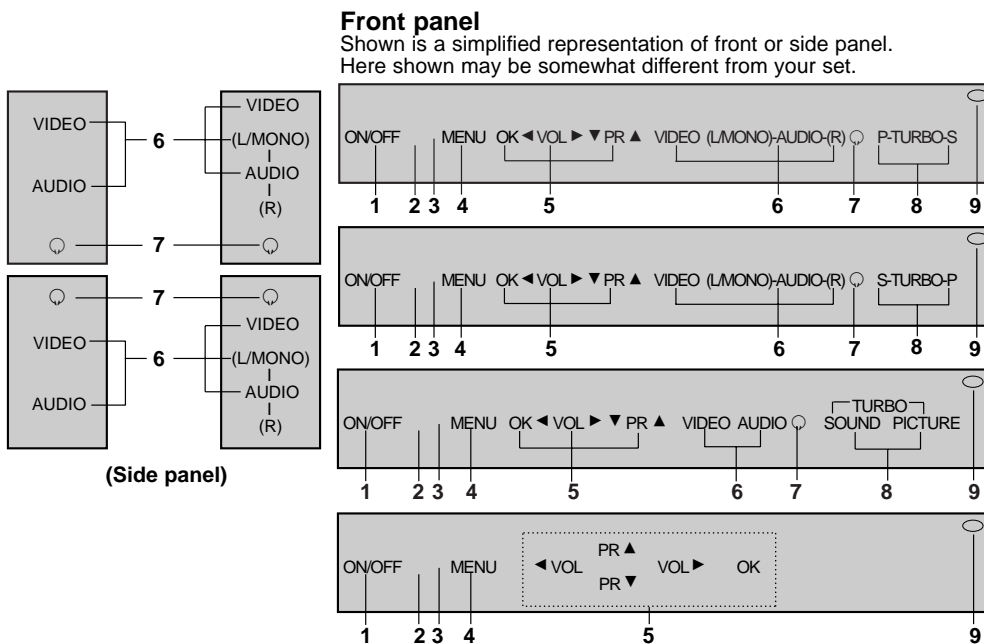 Front panel
Shown is a simplified representation of front or side panel.
Here shown may be somewhat different from your set.
VIDEO
AUDIO
6
VIDEO
(L/MONO)
AUDIO
(R)
7
7
VIDEO
AUDIO
6
VIDEO
(L/MONO)
AUDIO
(R)
(Side panel)
ON/OFF MENU OK ◄ VOL ► ▼ PR ▲ VIDEO (L/MONO)-AUDIO-(R) P-TURBO-S
1 2 3 4 5 6 7 8 9
ON/OFF MENU OK ◄ VOL ► ▼ PR ▲ VIDEO (L/MONO)-AUDIO-(R) S-TURBO-P
1 2 3 4 5 6 7 8 9
TURBO
ON/OFF MENU OK ◄ VOL ► ▼ PR ▲ VIDEO AUDIO SOUND PICTURE
1 2 3 4 5 6 7 8 9
PR ▲
ON/OFF MENU ◄ VOL VOL ► OK
PR ▼
1 2 3 4 5 9